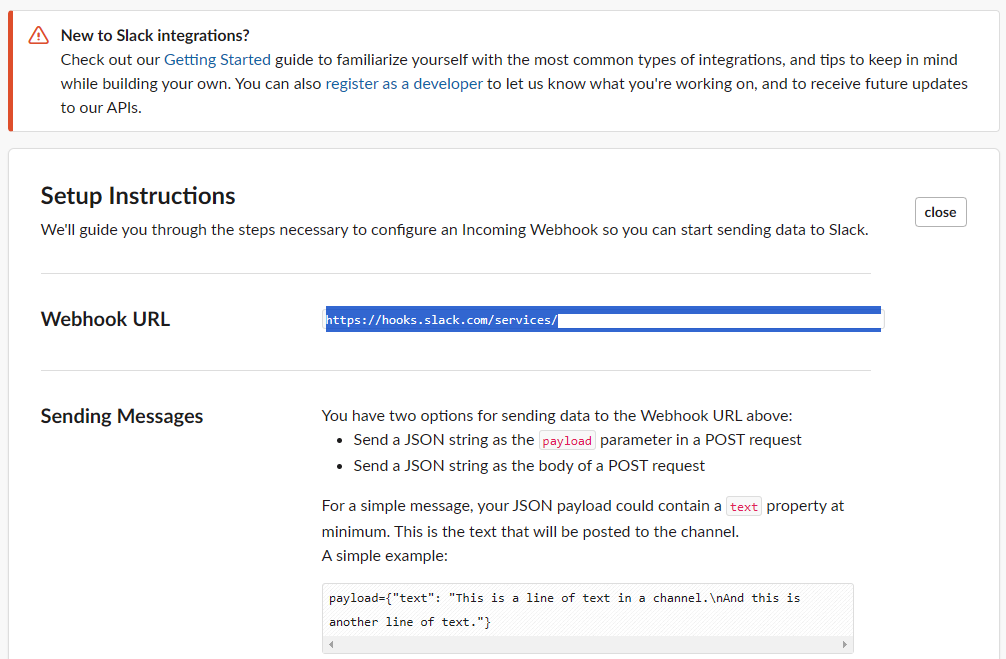 New to Slack integrations?
Check out our Getting Started guide to familiarize yourself with the most common types of integrations, and tips to keep in mind
while building your own. You can also register as a developer to let us know what you're working on, and to receive future updates
to our APIs.
Setup Instructions
close
We'll guide you through the steps necessary to configure an Incoming Webhook so you can start sending data to Slack.
Webhook URL
https://hooks.slack.com/services/
Sending Messages
You have two options for sending data to the Webhook URL above:
• Send a JSON string as the payload parameter in a POST request
• Send a JSON string as the body of a POST request
For a simple message, your JSON payload could contain a text property at
minimum. This is the text that will be posted to the channel.
A simple example:
payload={"text": "This is a line of text in a channel.\nAnd this is
another line of text."}